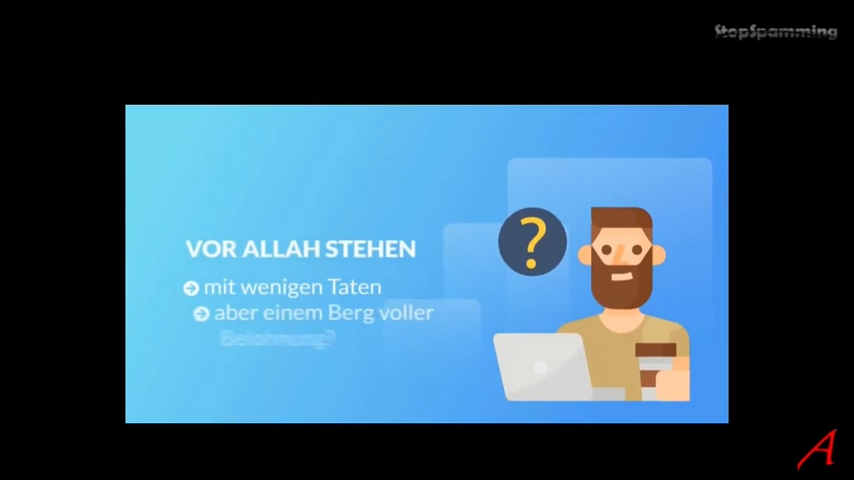 StopSpamming
?
VOR ALLAH STEHEN
mit wenigen Taten
aber einem Berg voller
Belohnung?
A